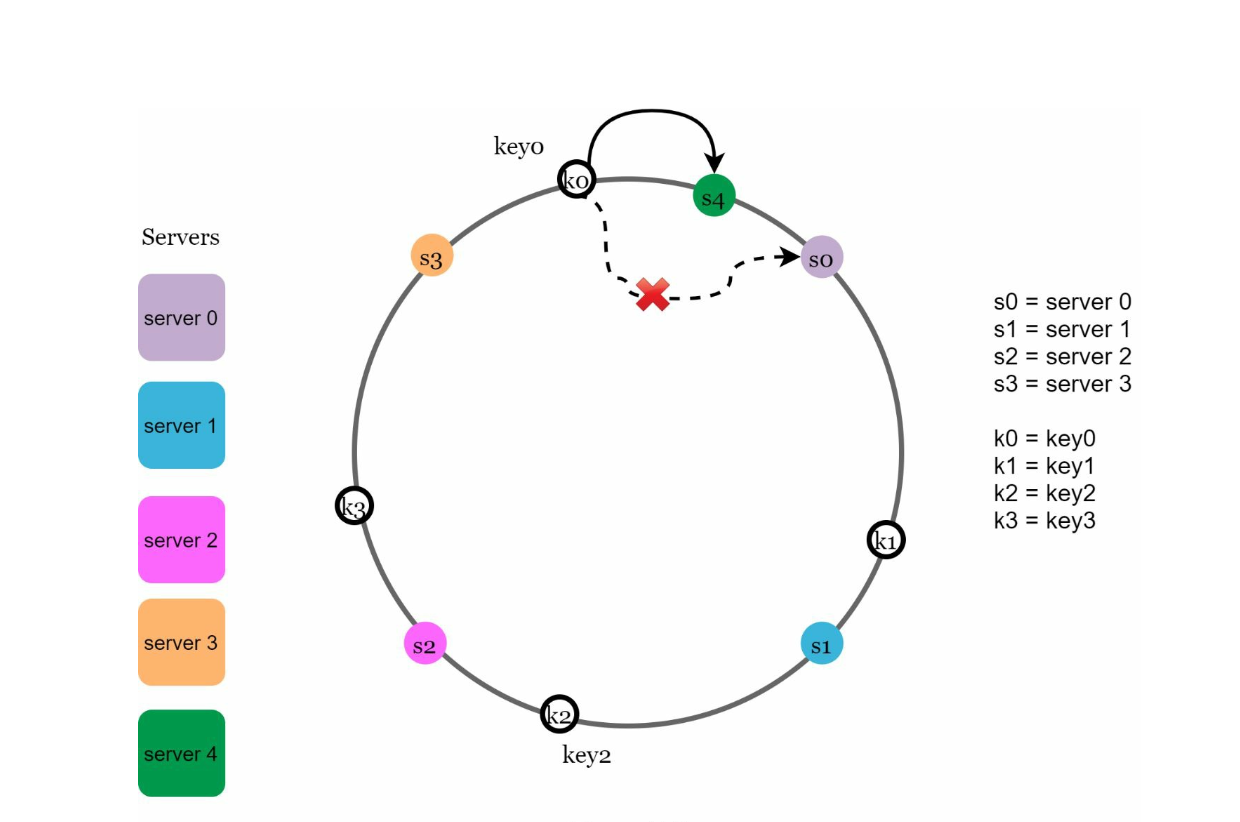 key0
k0
s4
Servers
s3
s0
server 0
s0 = server 0
s1 = server 1
s2 = server 2
s3 = server 3
server 1
k0 = key0
k1 = key1
k2 = key2
k3 = key3
k3
k1
server 2
server 3
s2
s1
k2
key2
server 4